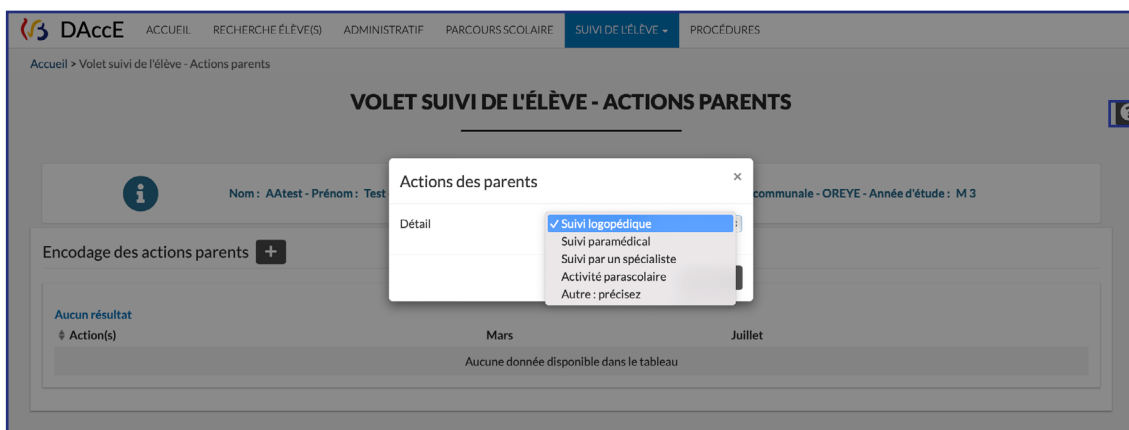 DAccE ACCUEIL RECHERCHE ÉLÈVE(S) ADMINISTRATIF PARCOURS SCOLAIRE SUIVI DE L'ÉLÈVE PROCÉDURES
Accueil > Volet suivi de l'élève - Actions parents
VOLET SUIVI DE L'ÉLÈVE - ACTIONS PARENTS
Actions des parents ×
Nom : AAtest - Prénom : Test communale - OREYE - Année d'étude : M 3
Détail ✓ Suivi logopédique
Suivi paramédical
Suivi par un spécialiste
Activité parascolaire
Autre : précisez
Encodage des actions parents +
Aucun résultat
Action(s) Mars Juillet
Aucune donnée disponible dans le tableau